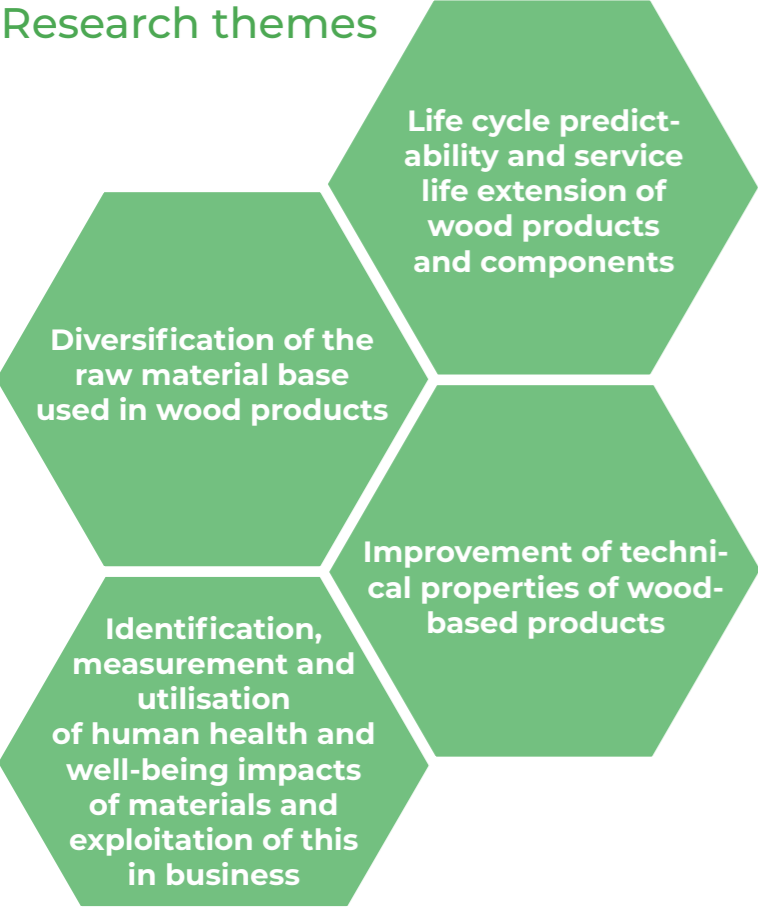 Research themes
Life cycle predict-
ability and service
life extension of
wood products
and components
Diversification of the
raw material base
used in wood products
Improvement of techni-
cal properties of wood-
based products
Identification,
measurement and
utilisation
of human health and
well-being impacts
of materials and
exploitation of this
in business